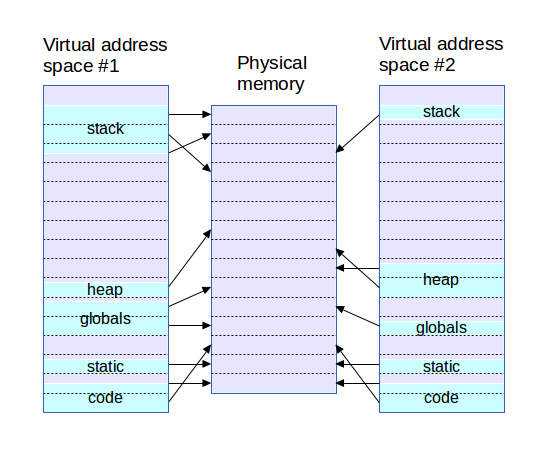 Virtual address
space #1
Physical
memory
Virtual address
space #2
stack
heap
globals
static
code
stack
heap
globals
static
code